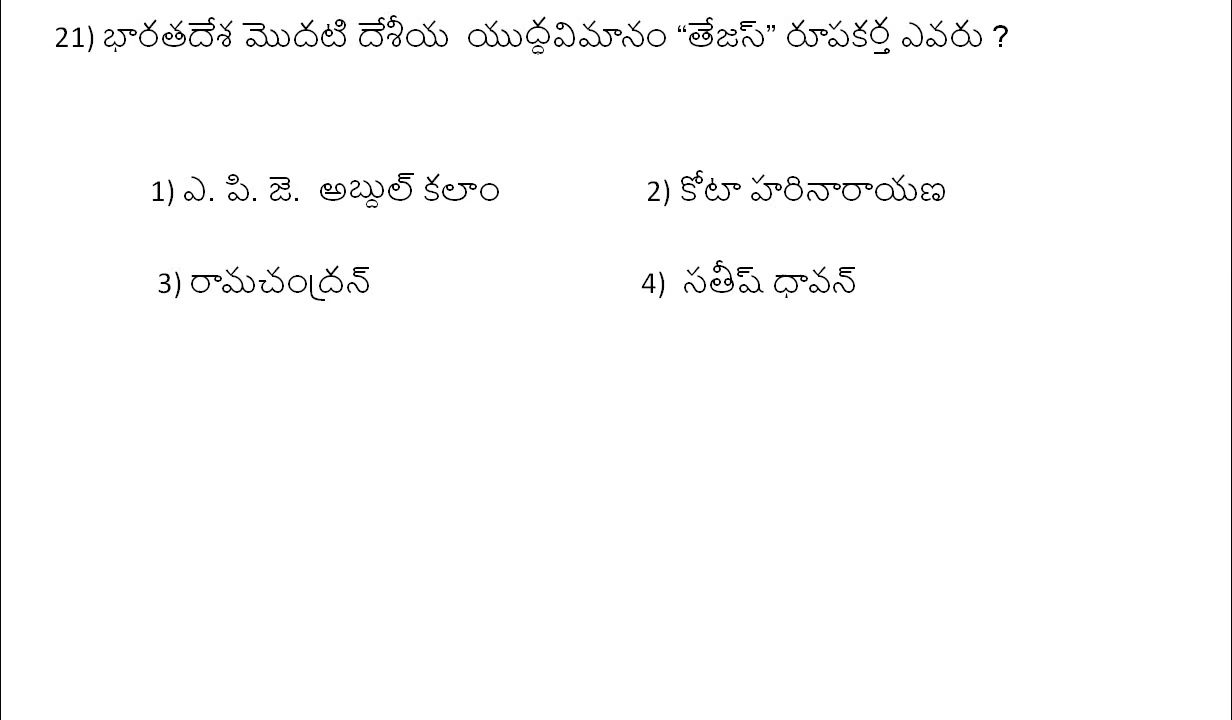 21) భారతదేశ మొదటి దేశీయ యుద్ధవిమానం “తేజస్” రూపకర్త ఎవరు ?
1) ఎ. పి. జె. అబ్దుల్ కలాం 2) కోటా హరినారాయణ
3) రామచంద్రన్ 4) సతీష్ ధావన్